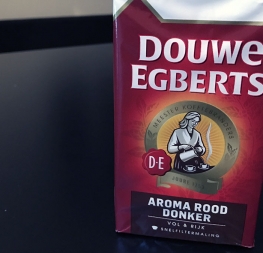 DOUWE
EGBERTS
D·E
AROMA ROOD
DONKER
VOL & RIJK
SNELFILTERMALING